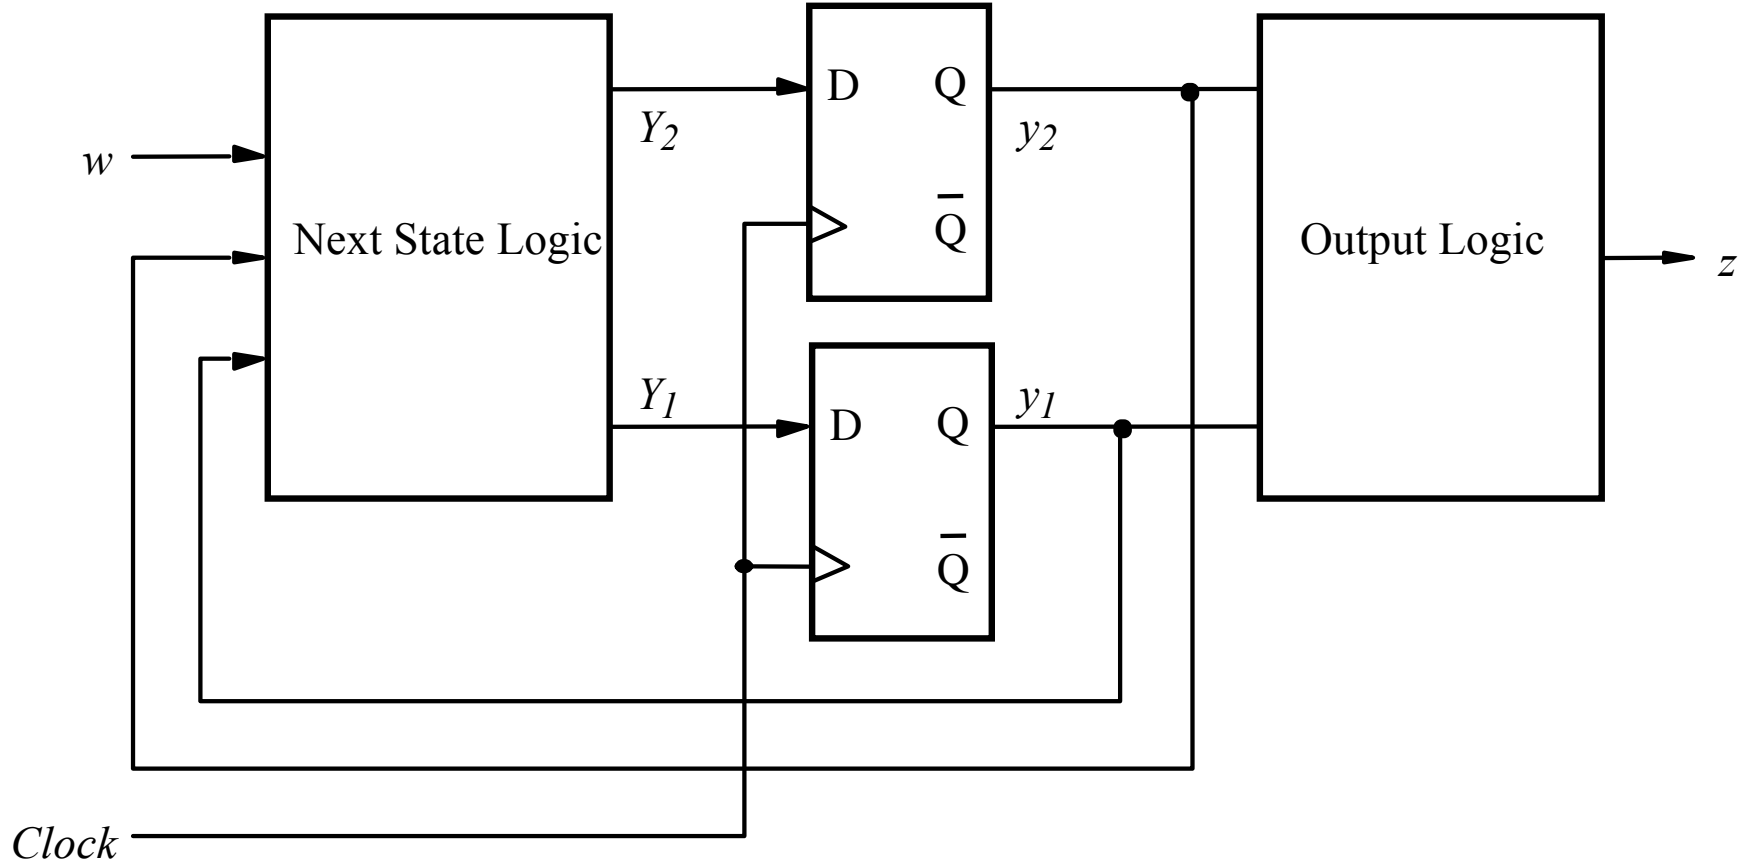 D Q
Y₂ y₂
w
Q̅
Next State Logic
Output Logic
z
Y₁ y₁
D Q
Q̅
Clock